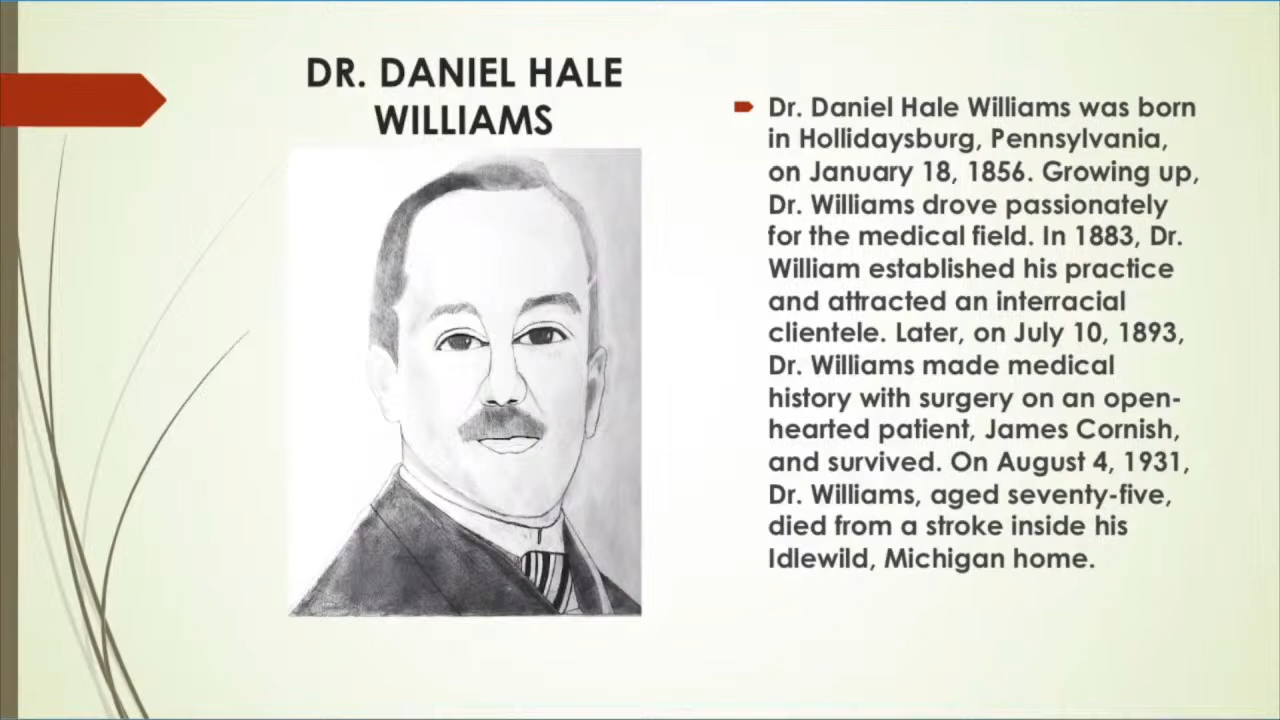 DR. DANIEL HALE
WILLIAMS
Dr. Daniel Hale Williams was born
in Hollidaysburg, Pennsylvania,
on January 18, 1856. Growing up,
Dr. Williams drove passionately
for the medical field. In 1883, Dr.
William established his practice
and attracted an interracial
clientele. Later, on July 10, 1893,
Dr. Williams made medical
history with surgery on an open-
hearted patient, James Cornish,
and survived. On August 4, 1931,
Dr. Williams, aged seventy-five,
died from a stroke inside his
Idlewild, Michigan home.